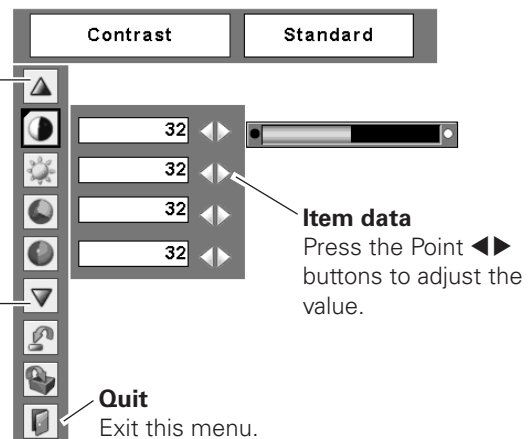 Contrast Standard
32
32
32
32
Item data
Press the Point ◀▶
buttons to adjust the
value.
Quit
Exit this menu.